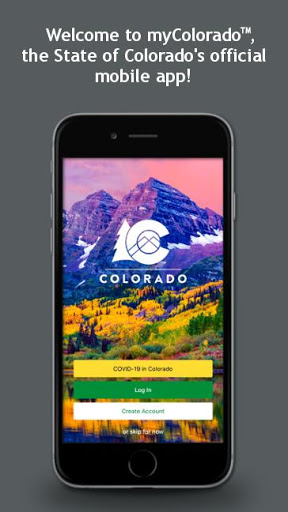 Welcome to myColorado™,
the State of Colorado's official
mobile app!
COLORADO
COVID-19 in Colorado
Log In
Create Account
or skip for now